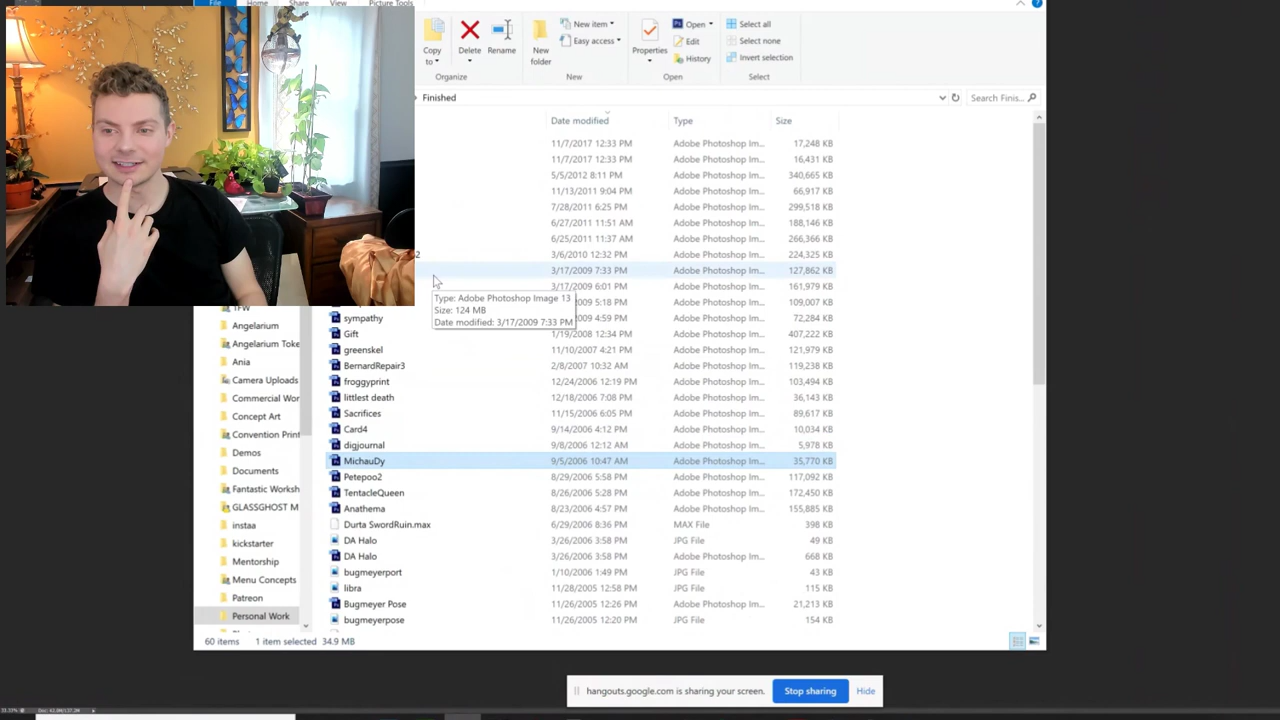 File Home Share View Picture Tools
Copy to Delete Rename New folder New item Easy access Properties Open Edit History Select all Select none Invert selection
Organize New Open Select
Finished Search Finis...
Date modified Type Size
11/7/2017 12:33 PM Adobe Photoshop Im... 17,248 KB
11/7/2017 12:33 PM Adobe Photoshop Im... 16,431 KB
5/5/2012 8:11 PM Adobe Photoshop Im... 340,665 KB
11/13/2011 9:04 PM Adobe Photoshop Im... 66,917 KB
7/28/2011 6:25 PM Adobe Photoshop Im... 299,518 KB
6/27/2011 11:51 AM Adobe Photoshop Im... 188,146 KB
6/25/2011 11:37 AM Adobe Photoshop Im... 266,366 KB
2 3/6/2010 12:32 PM Adobe Photoshop Im... 224,325 KB
3/17/2009 7:33 PM Adobe Photoshop Im... 127,862 KB
3/17/2009 6:01 PM Adobe Photoshop Im... 161,979 KB
2009 5:18 PM Adobe Photoshop Im... 109,007 KB
sympathy 2009 4:59 PM Adobe Photoshop Im... 72,284 KB
Gift 1/19/2008 12:34 PM Adobe Photoshop Im... 407,222 KB
greenskel 11/10/2007 4:21 PM Adobe Photoshop Im... 121,979 KB
BernardRepair3 2/8/2007 10:32 AM Adobe Photoshop Im... 119,238 KB
froggyprint 12/24/2006 12:19 PM Adobe Photoshop Im... 103,494 KB
littlest death 12/18/2006 7:08 PM Adobe Photoshop Im... 36,143 KB
Sacrifices 11/15/2006 6:05 PM Adobe Photoshop Im... 89,617 KB
Card4 9/14/2006 4:12 PM Adobe Photoshop Im... 10,034 KB
digjournal 9/8/2006 12:12 AM Adobe Photoshop Im... 5,978 KB
MichauDy 9/5/2006 10:47 AM Adobe Photoshop Im... 35,770 KB
Petepoo2 8/29/2006 5:58 PM Adobe Photoshop Im... 117,092 KB
TentacleQueen 8/26/2006 5:28 PM Adobe Photoshop Im... 172,450 KB
Anathema 8/23/2006 4:57 PM Adobe Photoshop Im... 155,885 KB
Durta SwordRuin.max 6/29/2006 8:36 PM MAX File 398 KB
DA Halo 3/26/2006 3:58 PM JPG File 49 KB
DA Halo 3/26/2006 3:58 PM Adobe Photoshop Im... 668 KB
bugmeyerport 1/10/2006 1:49 PM JPG File 43 KB
libra 11/28/2005 12:58 PM JPG File 115 KB
Bugmeyer Pose 11/26/2005 12:26 PM Adobe Photoshop Im... 21,213 KB
bugmeyerpose 11/26/2005 12:20 PM JPG File 154 KB
Type: Adobe Photoshop Image 13
Size: 124 MB
Date modified: 3/17/2009 7:33 PM
TFW
Angelarium
Angelarium Toke
Ania
Camera Uploads
Commercial Wor
Concept Art
Convention Print
Demos
Documents
Fantastic Worksh
GLASSGHOST M
instaa
kickstarter
Mentorship
Menu Concepts
Patreon
Personal Work
60 items 1 item selected 34.9 MB
hangouts.google.com is sharing your screen. Stop sharing Hide